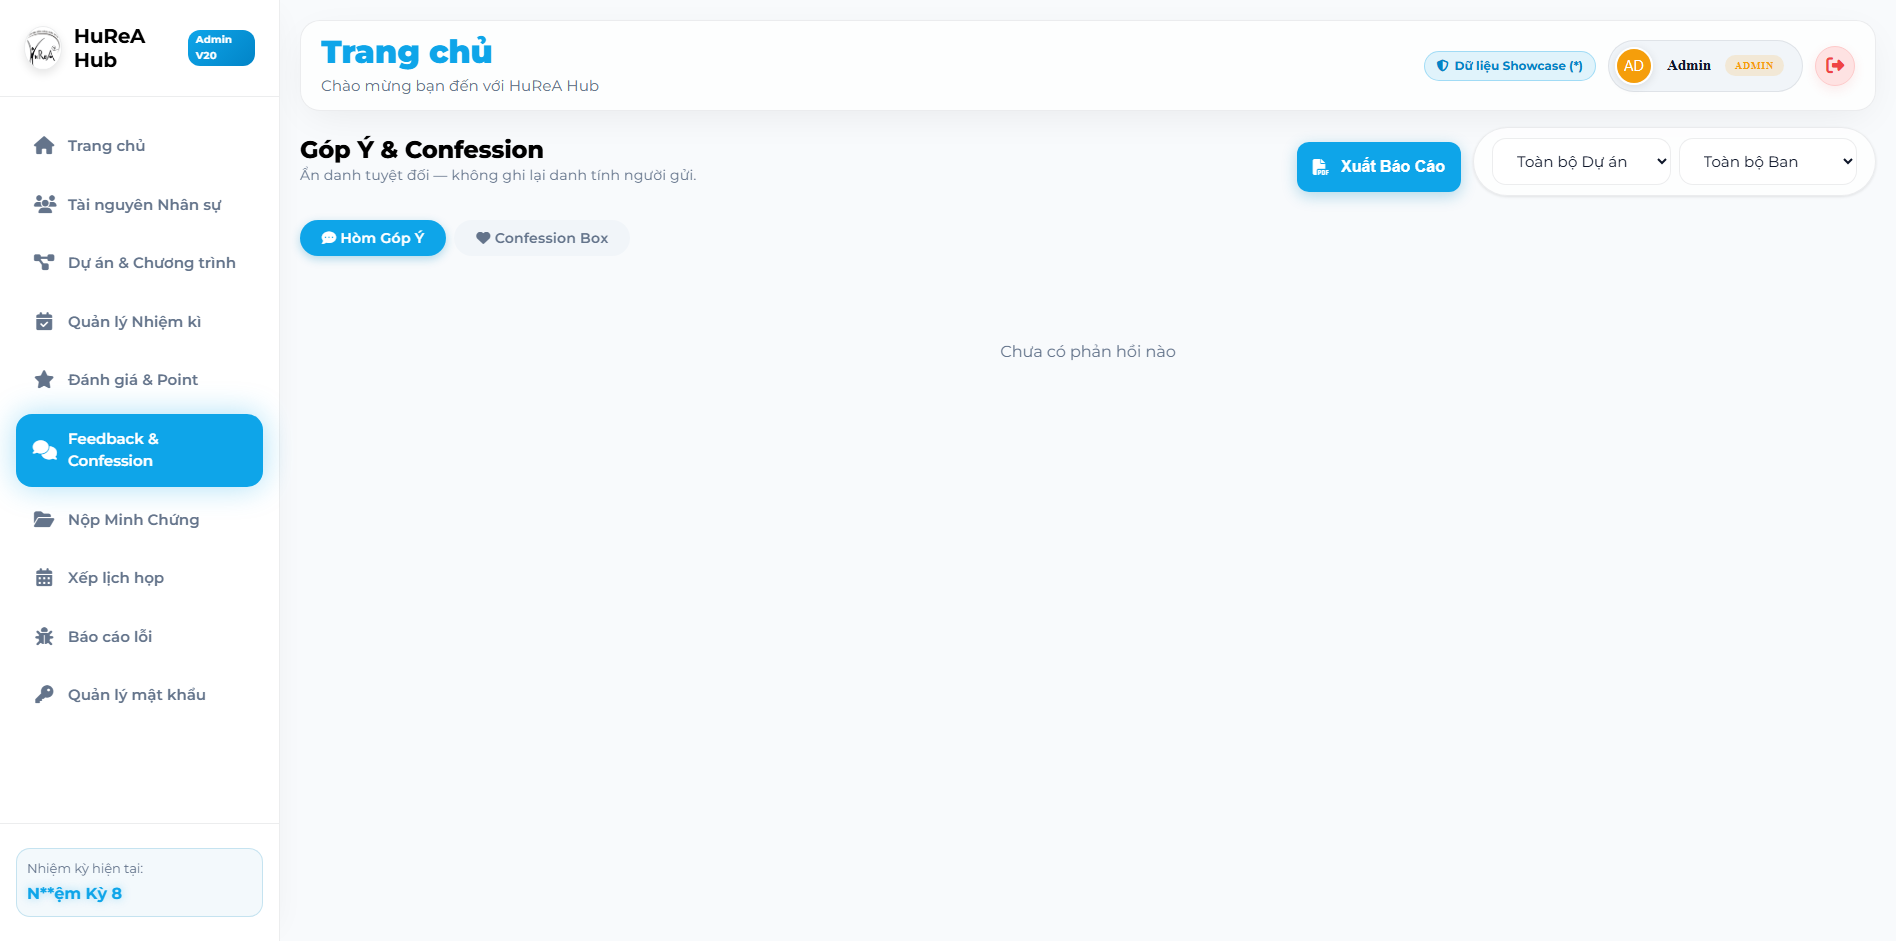 HuReA Hub
Admin V20
Trang chủ
Tài nguyên Nhân sự
Dự án & Chương trình
Quản lý Nhiệm kì
Đánh giá & Point
Feedback &
Confession
Nộp Minh Chứng
Xếp lịch họp
Báo cáo lỗi
Quản lý mật khẩu
Nhiệm kỳ hiện tại:
N**ệm Kỳ 8
Trang chủ
Chào mừng bạn đến với HuReA Hub
Dữ liệu Showcase (*)
AD
Admin
ADMIN
Góp Ý & Confession
Ẩn danh tuyệt đối — không ghi lại danh tính người gửi.
Xuất Báo Cáo
Toàn bộ Dự án
Toàn bộ Ban
Hòm Góp Ý
Confession Box
Chưa có phản hồi nào